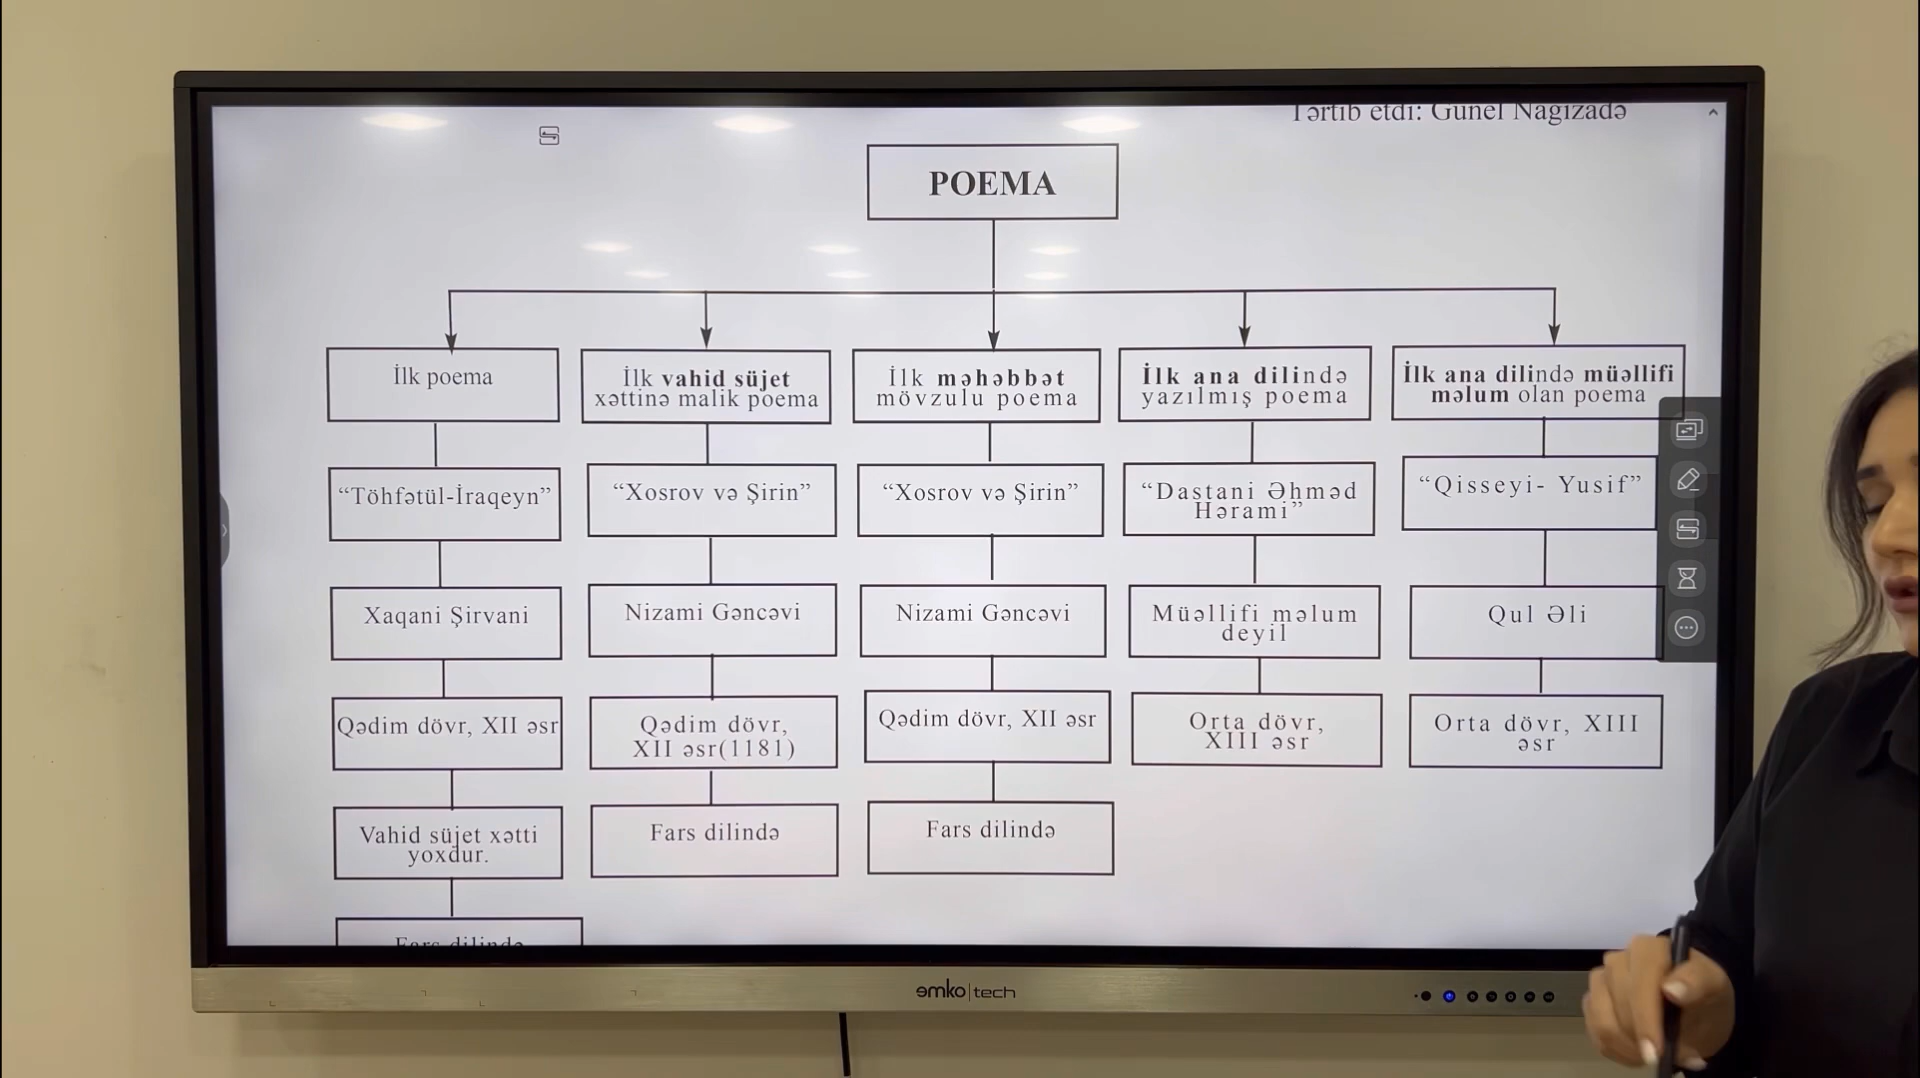 Tərtib etdi: Günel Nağızadə
POEMA
İlk poema
İlk vahid süjet
xəttinə malik poema
İlk məhəbbət
mövzulu poema
İlk ana dilində
yazılmış poema
İlk ana dilində müəllifi
məlum olan poema
“Töhfətül-İraqeyn”
“Xosrov və Şirin”
“Xosrov və Şirin”
“Dastani Əhməd
Hərami”
“Qisseyi- Yusif”
Xaqani Şirvani
Nizami Gəncəvi
Nizami Gəncəvi
Müəllifi məlum
deyil
Qul Əli
Qədim dövr, XII əsr
Qədim dövr,
XII əsr(1181)
Qədim dövr, XII əsr
Orta dövr,
XIII əsr
Orta dövr, XIII
əsr
Vahid süjet xətti
yoxdur.
Fars dilində
Fars dilində
Fars dilində
əmko|tech